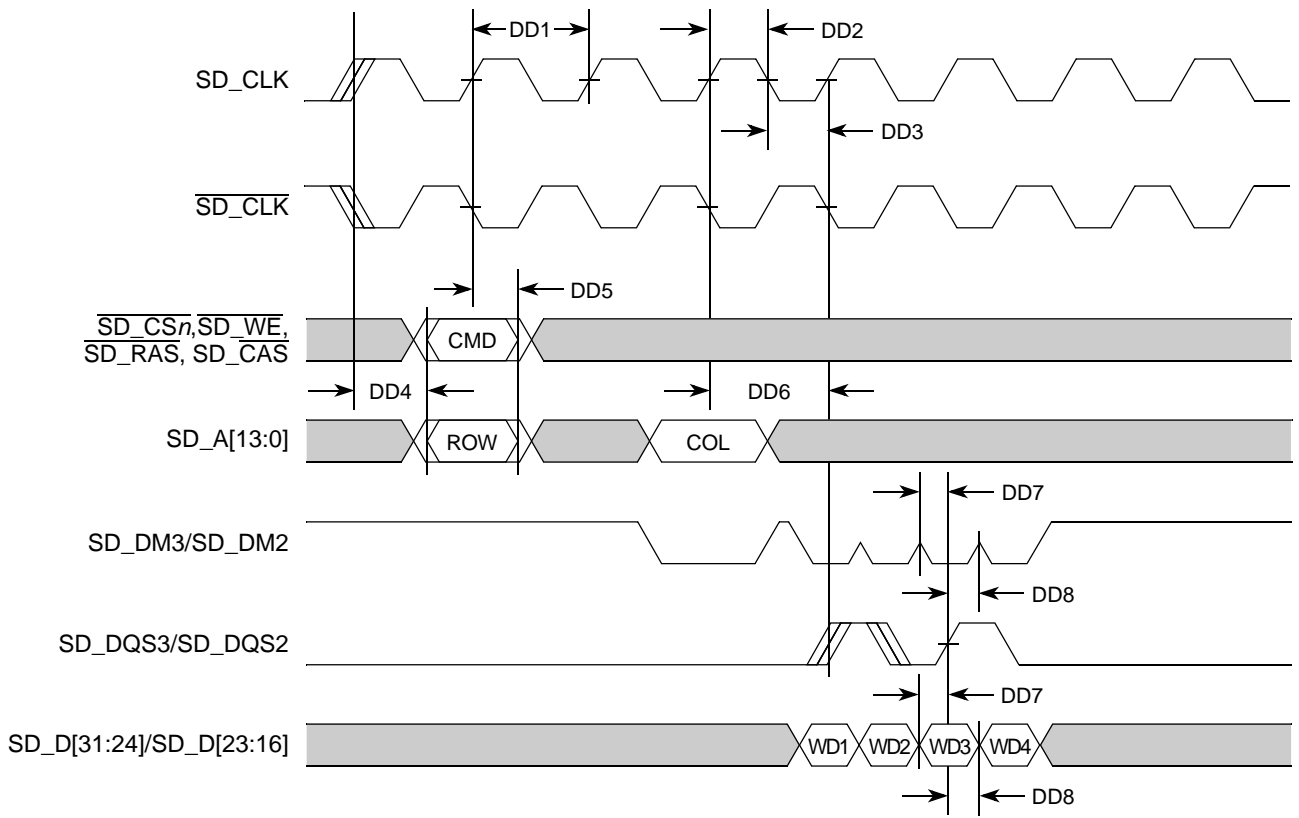 DD1
DD2
SD_CLK
DD3
SD_CLK
DD5
SD_CSn,SD_WE,
SD_RAS, SD_CAS
CMD
DD4
DD6
SD_A[13:0]
ROW
COL
DD7
SD_DM3/SD_DM2
DD8
SD_DQS3/SD_DQS2
DD7
SD_D[31:24]/SD_D[23:16]
WD1 WD2 WD3 WD4
DD8